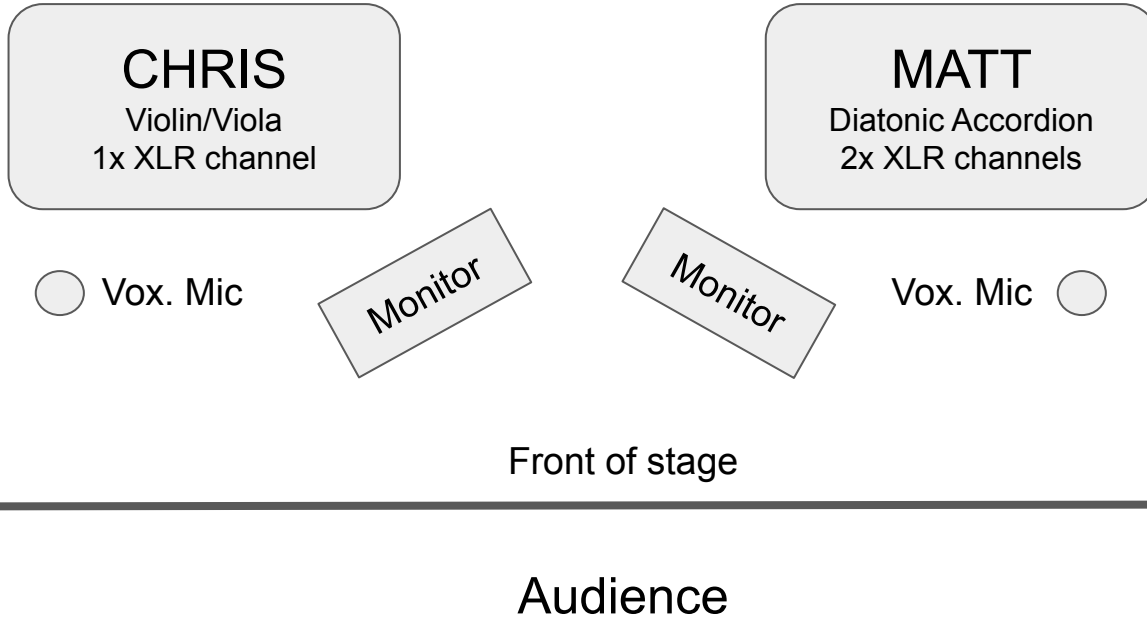 CHRIS
Violin/Viola
1x XLR channel
MATT
Diatonic Accordion
2x XLR channels
Vox. Mic
Monitor
Monitor
Vox. Mic
Front of stage
Audience